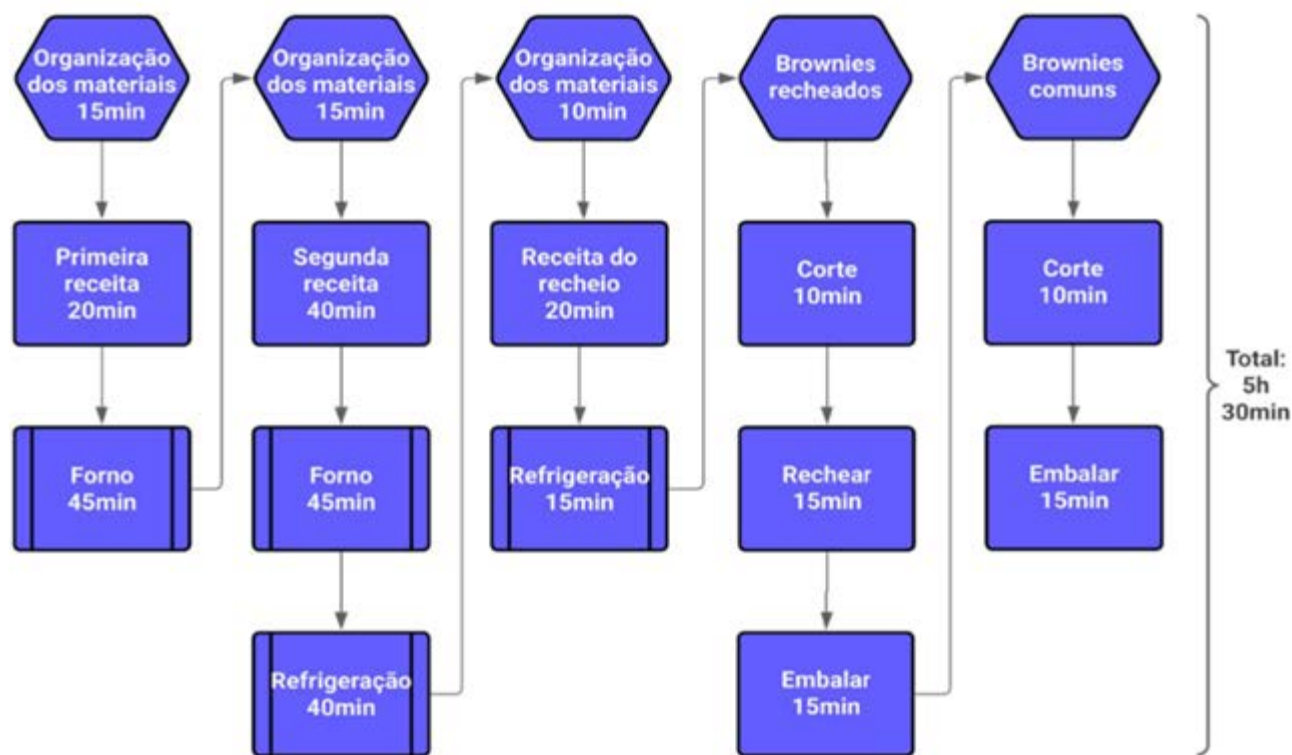 Organização
dos materiais
15min
Primeira
receita
20min
Forno
45min
Organização
dos materiais
15min
Segunda
receita
40min
Forno
45min
Refrigeração
40min
Organização
dos materiais
10min
Receita do
recheio
20min
Refrigeração
15min
Brownies
recheados
Corte
10min
Rechear
15min
Embalar
15min
Brownies
comuns
Corte
10min
Embalar
15min
Total:
5h
30min